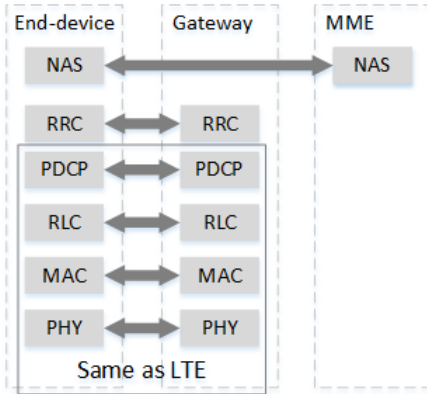 End-device Gateway MME
NAS NAS
RRC RRC
PDCP PDCP
RLC RLC
MAC MAC
PHY PHY
Same as LTE